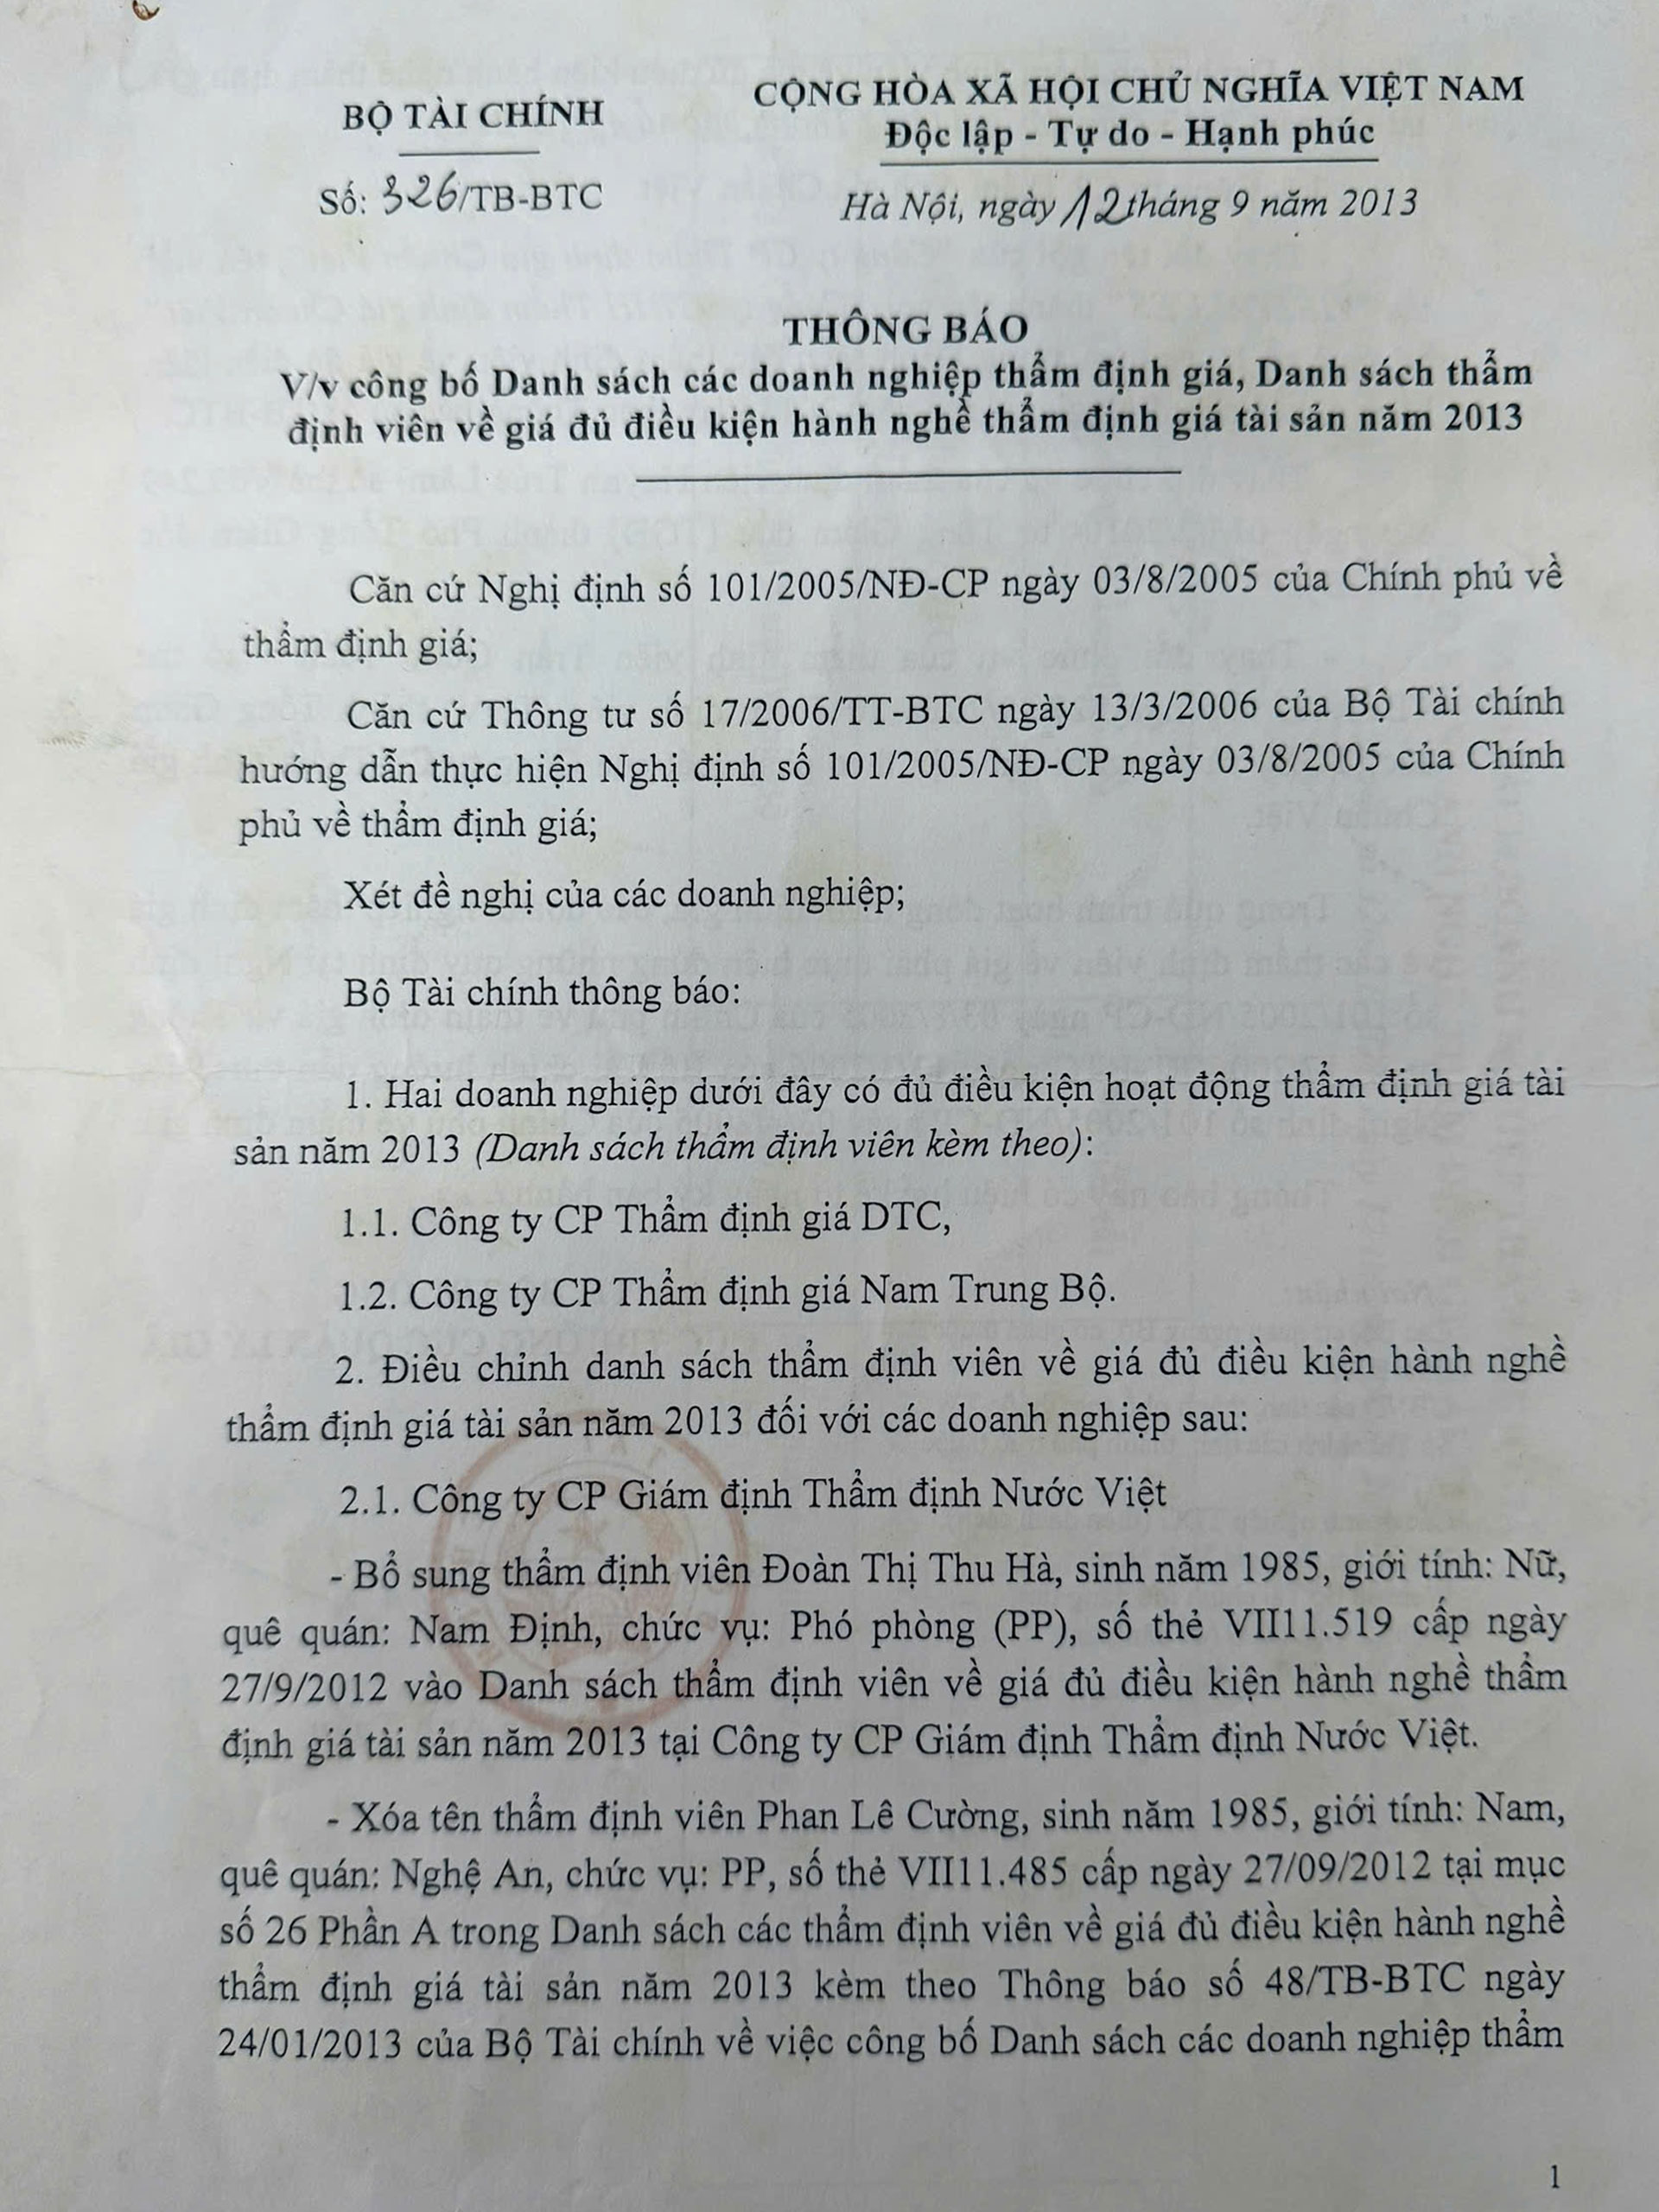 BỘ TÀI CHÍNH
CỘNG HÒA XÃ HỘI CHỦ NGHĨA VIỆT NAM
Độc lập - Tự do - Hạnh phúc
Số: 326/TB-BTC
Hà Nội, ngày 12 tháng 9 năm 2013
THÔNG BÁO
V/v công bố Danh sách các doanh nghiệp thẩm định giá, Danh sách thẩm
định viên về giá đủ điều kiện hành nghề thẩm định giá tài sản năm 2013
Căn cứ Nghị định số 101/2005/NĐ-CP ngày 03/8/2005 của Chính phủ về
thẩm định giá;
Căn cứ Thông tư số 17/2006/TT-BTC ngày 13/3/2006 của Bộ Tài chính
hướng dẫn thực hiện Nghị định số 101/2005/NĐ-CP ngày 03/8/2005 của Chính
phủ về thẩm định giá;
Xét đề nghị của các doanh nghiệp;
Bộ Tài chính thông báo:
1. Hai doanh nghiệp dưới đây có đủ điều kiện hoạt động thẩm định giá tài
sản năm 2013 (Danh sách thẩm định viên kèm theo):
1.1. Công ty CP Thẩm định giá DTC,
1.2. Công ty CP Thẩm định giá Nam Trung Bộ.
2. Điều chỉnh danh sách thẩm định viên về giá đủ điều kiện hành nghề
thẩm định giá tài sản năm 2013 đối với các doanh nghiệp sau:
2.1. Công ty CP Giám định Thẩm định Nước Việt
- Bổ sung thẩm định viên Đoàn Thị Thu Hà, sinh năm 1985, giới tính: Nữ,
quê quán: Nam Định, chức vụ: Phó phòng (PP), số thẻ VII11.519 cấp ngày
27/9/2012 vào Danh sách thẩm định viên về giá đủ điều kiện hành nghề thẩm
định giá tài sản năm 2013 tại Công ty CP Giám định Thẩm định Nước Việt.
- Xóa tên thẩm định viên Phan Lê Cường, sinh năm 1985, giới tính: Nam,
quê quán: Nghệ An, chức vụ: PP, số thẻ VII11.485 cấp ngày 27/09/2012 tại mục
số 26 Phần A trong Danh sách các thẩm định viên về giá đủ điều kiện hành nghề
thẩm định giá tài sản năm 2013 kèm theo Thông báo số 48/TB-BTC ngày
24/01/2013 của Bộ Tài chính về việc công bố Danh sách các doanh nghiệp thẩm
1